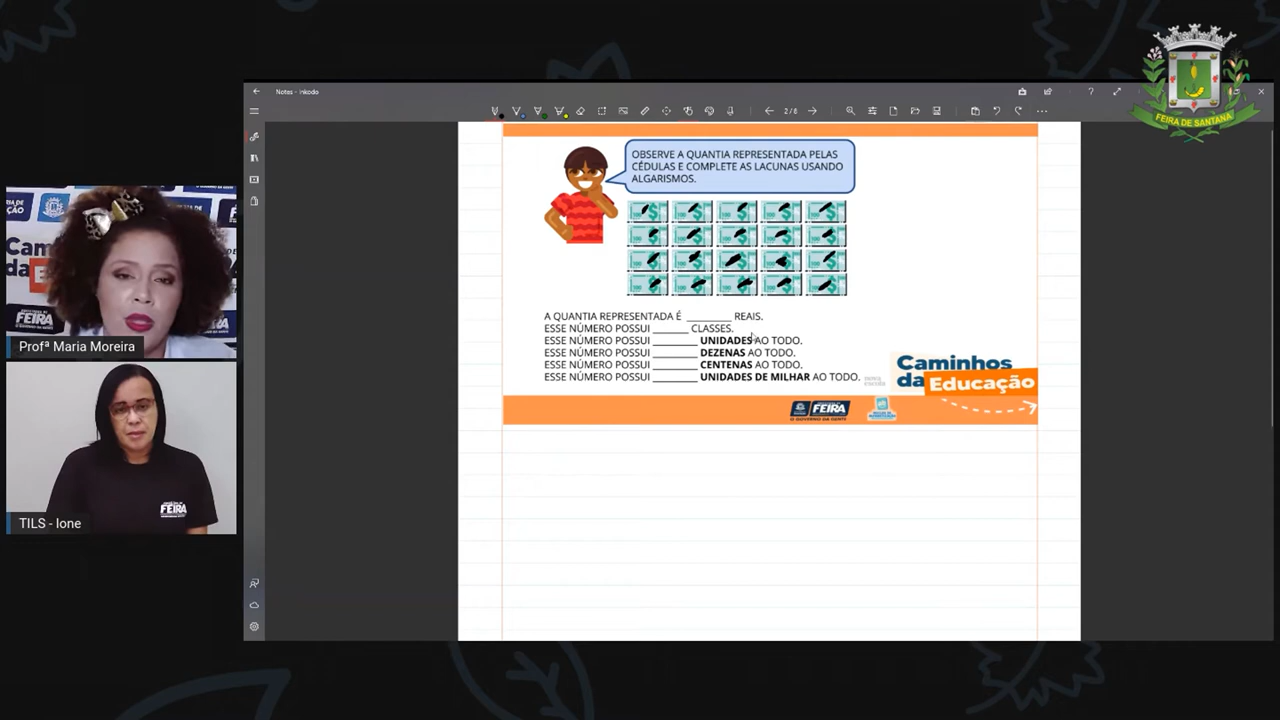 FEIRA DE SANTANA
Notes - Inkodo
2/6
OBSERVE A QUANTIA REPRESENTADA PELAS
CÉDULAS E COMPLETE AS LACUNAS USANDO
ALGARISMOS.
A QUANTIA REPRESENTADA É ________ REAIS.
ESSE NÚMERO POSSUI ______ CLASSES.
ESSE NÚMERO POSSUI ________ UNIDADES AO TODO.
ESSE NÚMERO POSSUI ________ DEZENAS AO TODO.
ESSE NÚMERO POSSUI ________ CENTENAS AO TODO.
ESSE NÚMERO POSSUI ________ UNIDADES DE MILHAR AO TODO.
Caminhos
da Educação
FEIRA
Profª Maria Moreira
FEIRA
TILS - Ione